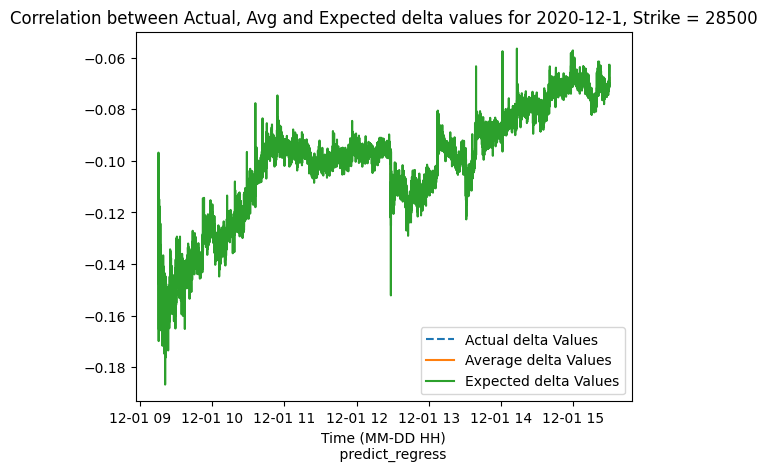 Correlation between Actual, Avg and Expected delta values for 2020-12-1, Strike = 28500
−0.06
−0.08
−0.10
−0.12
−0.14
−0.16
−0.18
Actual delta Values
Average delta Values
Expected delta Values
12-01 09 12-01 10 12-01 11 12-01 12 12-01 13 12-01 14 12-01 15
Time (MM-DD HH)
predict_regress